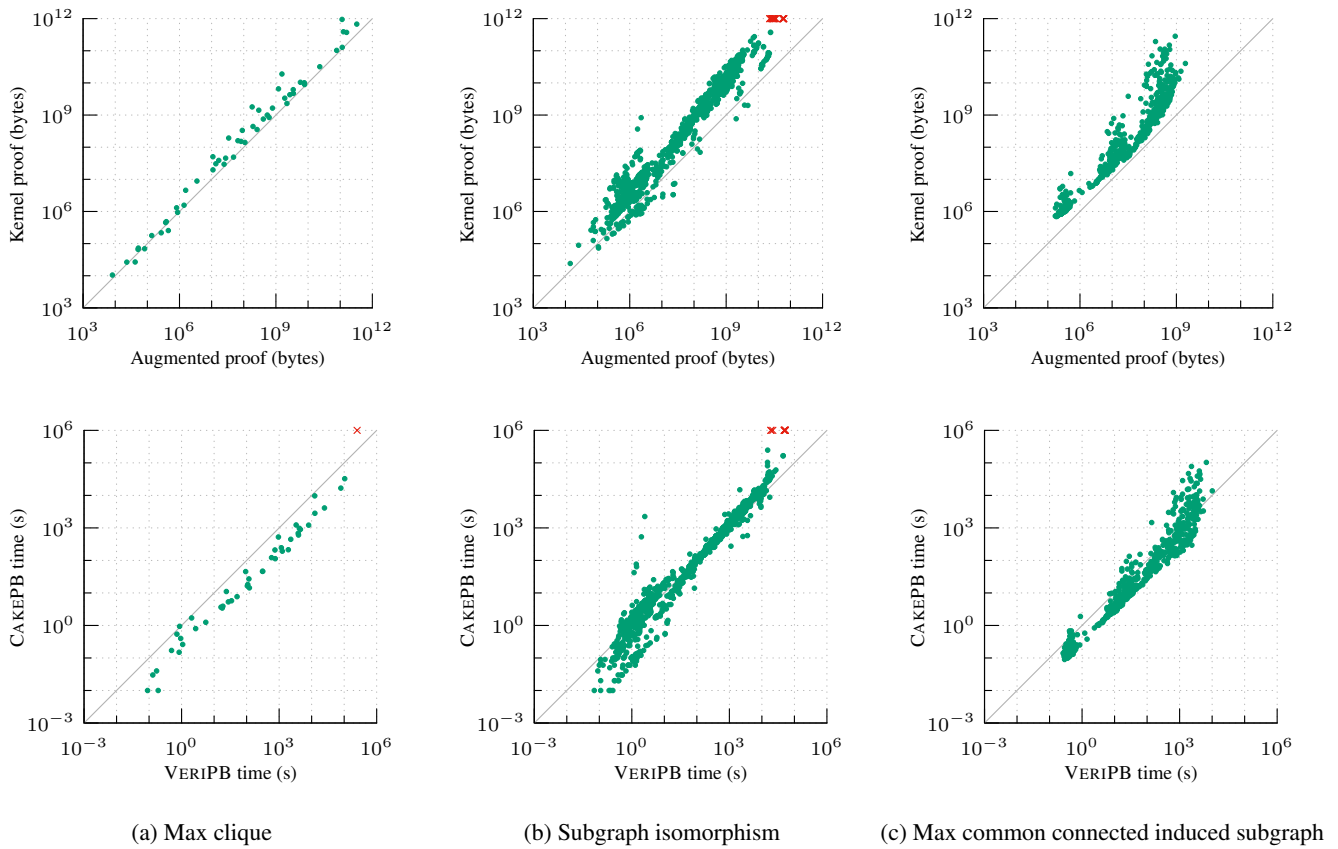 10^12 10^12 10^12
10^9 10^9 10^9
10^6 10^6 10^6
10^3 10^3 10^3
Kernel proof (bytes) Kernel proof (bytes) Kernel proof (bytes)
10^3 10^6 10^9 10^12 10^3 10^6 10^9 10^12 10^3 10^6 10^9 10^12
Augmented proof (bytes) Augmented proof (bytes) Augmented proof (bytes)
10^6 10^6 10^6
10^3 10^3 10^3
10^0 10^0 10^0
10^−3 10^−3 10^−3
CAKEPB time (s) CAKEPB time (s) CAKEPB time (s)
10^−3 10^0 10^3 10^6 10^−3 10^0 10^3 10^6 10^−3 10^0 10^3 10^6
VERIPB time (s) VERIPB time (s) VERIPB time (s)
(a) Max clique (b) Subgraph isomorphism (c) Max common connected induced subgraph